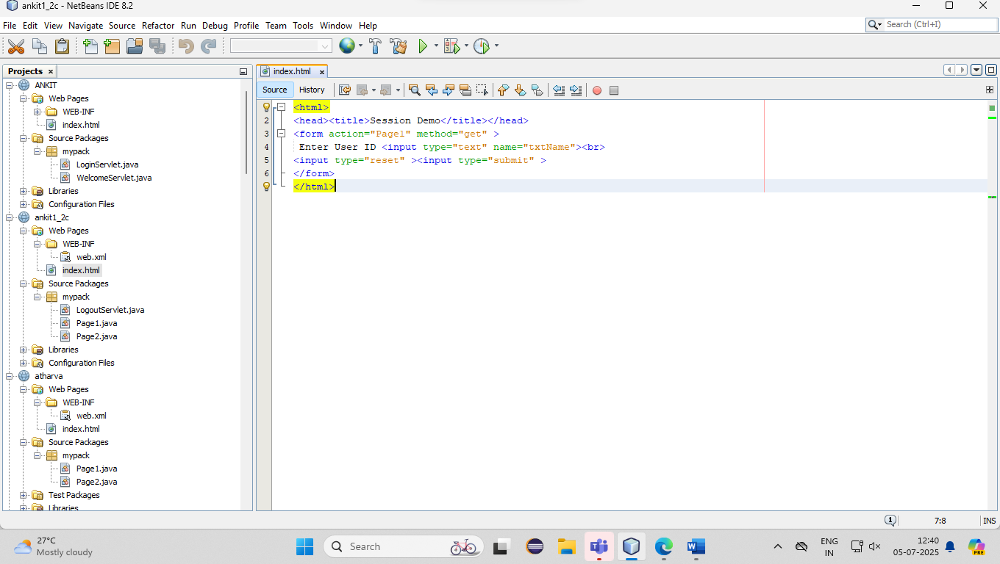 ankit1_2c - NetBeans IDE 8.2
File Edit View Navigate Source Refactor Run Debug Profile Team Tools Window Help
Search (Ctrl+I)
Projects
ANKIT
Web Pages
WEB-INF
index.html
Source Packages
mypack
LoginServlet.java
WelcomeServlet.java
Libraries
Configuration Files
ankit1_2c
Web Pages
WEB-INF
web.xml
index.html
Source Packages
mypack
LogoutServlet.java
Page1.java
Page2.java
Libraries
Configuration Files
atharva
Web Pages
WEB-INF
web.xml
index.html
Source Packages
mypack
Page1.java
Page2.java
Test Packages
Libraries
index.html
Source History
<html>
2 <head><title>Session Demo</title></head>
3 <form action="Page1" method="get" >
4 Enter User ID <input type="text" name="txtName"><br>
5 <input type="reset" ><input type="submit" >
6 </form>
</html>
1
7:8
INS
27°C
Mostly cloudy
Search
ENG
IN
12:40
05-07-2025
PRE